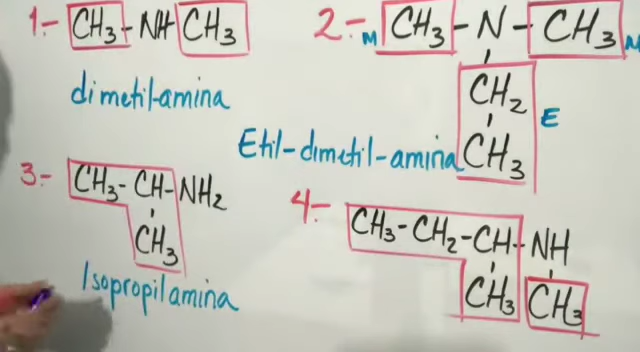 1.- CH3-NH CH3
dimetil-amina
2.- M CH3-N-CH3 M
CH2 E
CH3
Etil-dimetil-amina
3.- CH3-CH-NH2
CH3
Isopropilamina
4.- CH3-CH2-CH-NH
CH3 CH3